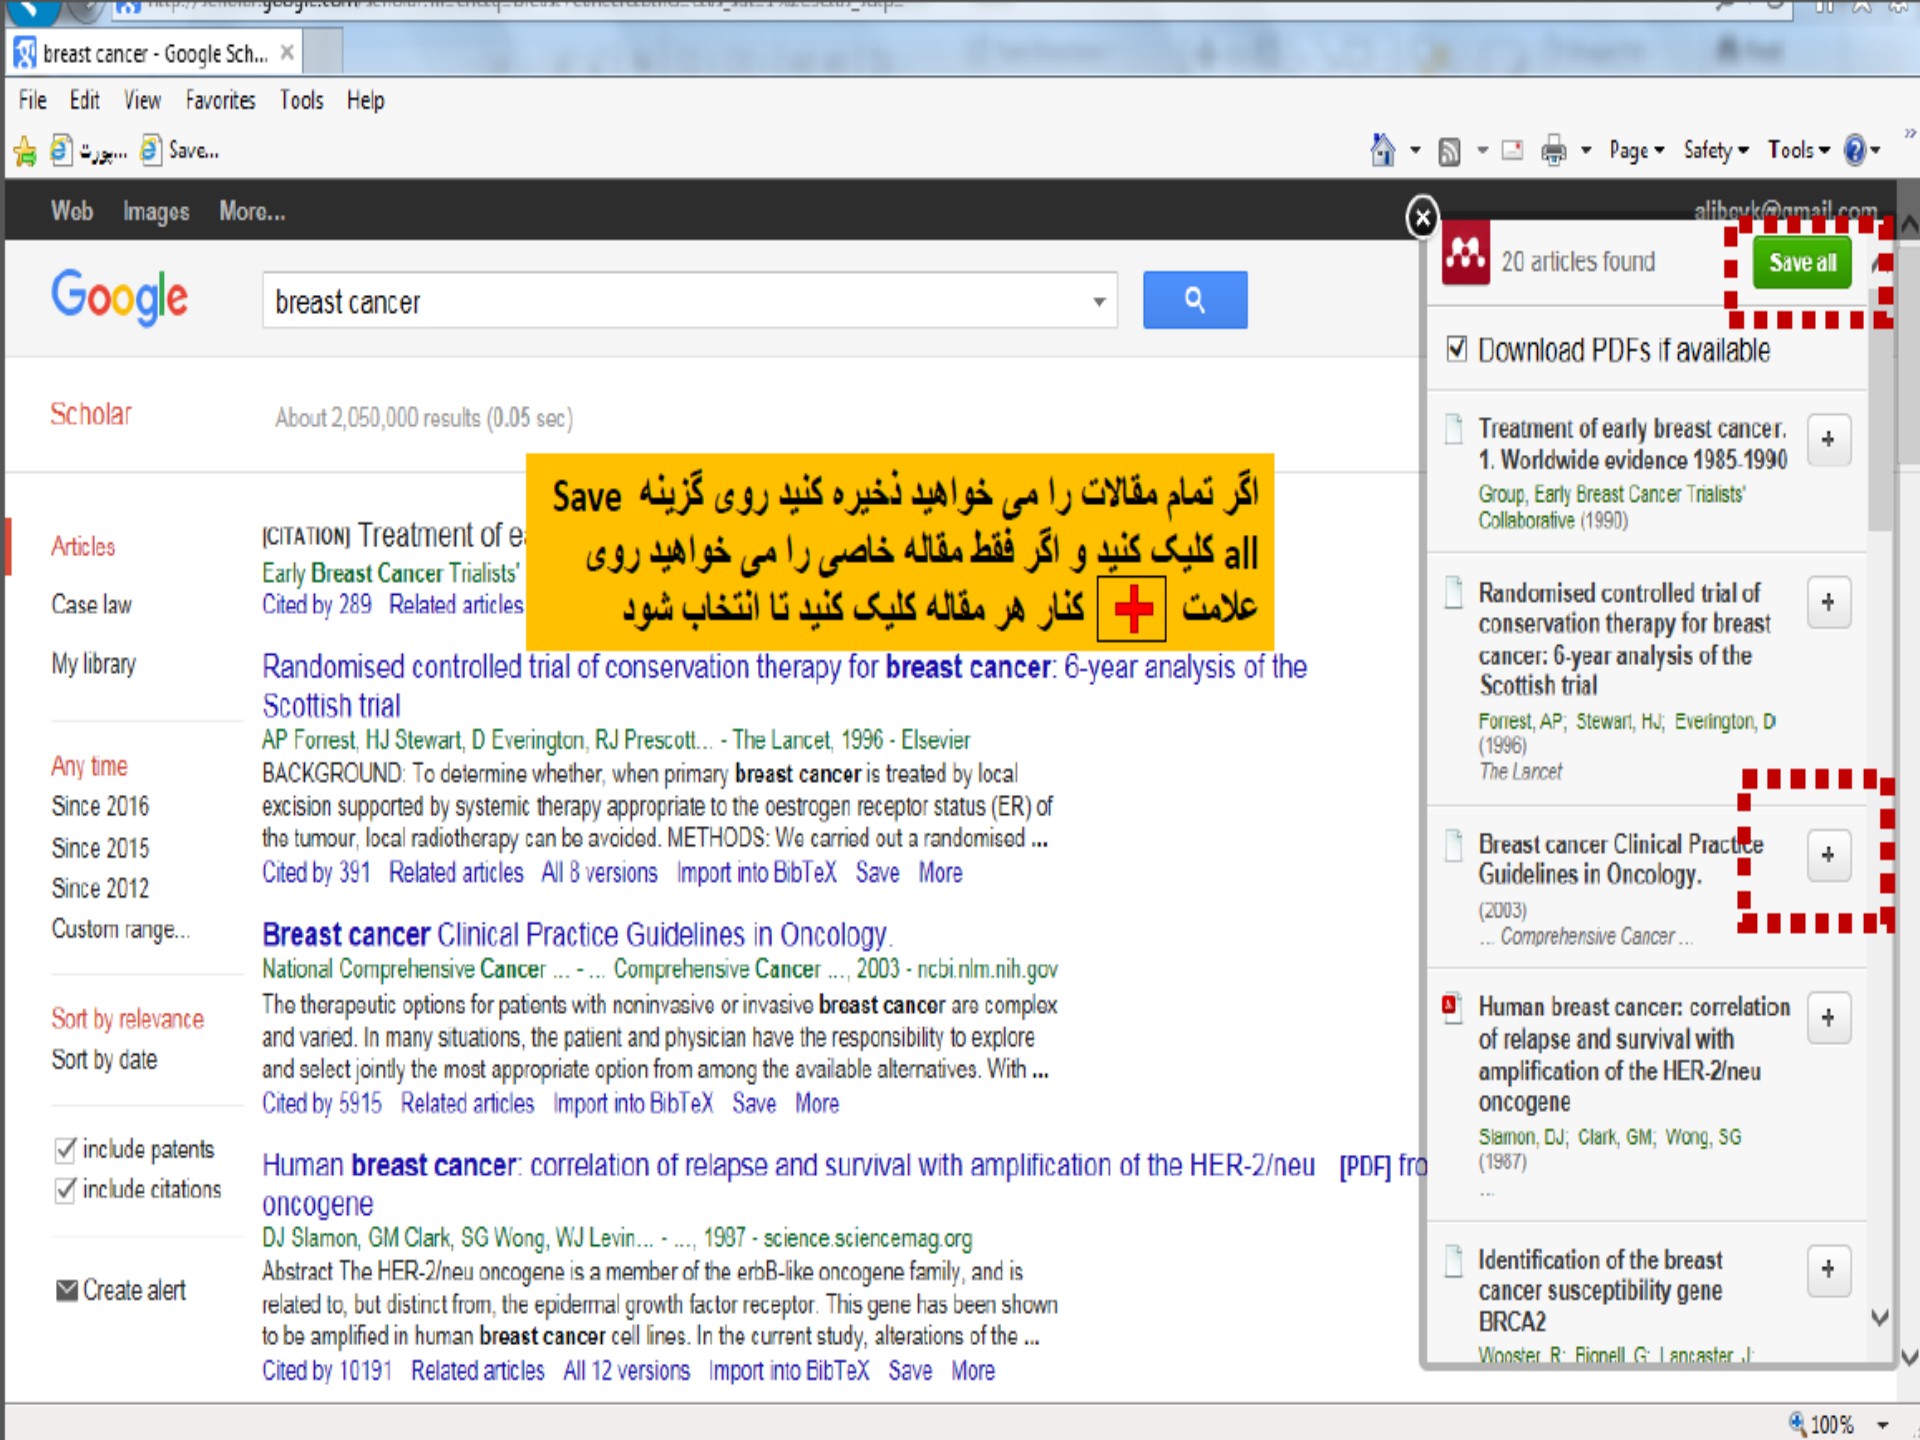 breast cancer - Google Sch...
File Edit View Favorites Tools Help
پورت... Save...
Page Safety Tools
Web Images More...
alibeyk@gmail.com
Google
breast cancer
Scholar
About 2,050,000 results (0.05 sec)
Articles
Case law
My library
Any time
Since 2016
Since 2015
Since 2012
Custom range...
Sort by relevance
Sort by date
include patents
include citations
Create alert
[CITATION] Treatment of ea
Early Breast Cancer Trialists'
Cited by 289 Related articles
اگر تمام مقالات را می خواهید ذخیره کنید روی گزینه Save
all کلیک کنید و اگر فقط مقاله خاصی را می خواهید روی
علامت + کنار هر مقاله کلیک کنید تا انتخاب شود
Randomised controlled trial of conservation therapy for breast cancer: 6-year analysis of the
Scottish trial
AP Forrest, HJ Stewart, D Everington, RJ Prescott... - The Lancet, 1996 - Elsevier
BACKGROUND: To determine whether, when primary breast cancer is treated by local
excision supported by systemic therapy appropriate to the oestrogen receptor status (ER) of
the tumour, local radiotherapy can be avoided. METHODS: We carried out a randomised ...
Cited by 391 Related articles All 8 versions Import into BibTeX Save More
Breast cancer Clinical Practice Guidelines in Oncology.
National Comprehensive Cancer ... - ... Comprehensive Cancer ..., 2003 - ncbi.nlm.nih.gov
The therapeutic options for patients with noninvasive or invasive breast cancer are complex
and varied. In many situations, the patient and physician have the responsibility to explore
and select jointly the most appropriate option from among the available alternatives. With ...
Cited by 5915 Related articles Import into BibTeX Save More
Human breast cancer: correlation of relapse and survival with amplification of the HER-2/neu [PDF] fro
oncogene
DJ Slamon, GM Clark, SG Wong, WJ Levin... - ..., 1987 - science.sciencemag.org
Abstract The HER-2/neu oncogene is a member of the erbB-like oncogene family, and is
related to, but distinct from, the epidermal growth factor receptor. This gene has been shown
to be amplified in human breast cancer cell lines. In the current study, alterations of the ...
Cited by 10191 Related articles All 12 versions Import into BibTeX Save More
20 articles found Save all
Download PDFs if available
Treatment of early breast cancer.
1. Worldwide evidence 1985-1990
Group, Early Breast Cancer Trialists'
Collaborative (1990)
Randomised controlled trial of
conservation therapy for breast
cancer: 6-year analysis of the
Scottish trial
Forrest, AP; Stewart, HJ; Everington, D
(1996)
The Lancet
Breast cancer Clinical Practice
Guidelines in Oncology.
(2003)
... Comprehensive Cancer ...
Human breast cancer: correlation
of relapse and survival with
amplification of the HER-2/neu
oncogene
Slamon, DJ; Clark, GM; Wong, SG
(1987)
...
Identification of the breast
cancer susceptibility gene
BRCA2
Wooster, R; Bignell, G; Lancaster, J;
100%